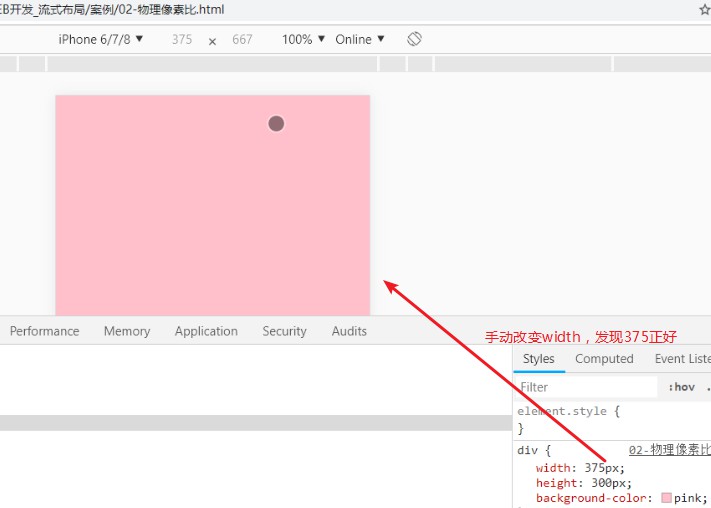 EB开发_流式布局/案例/02-物理像素比.html
iPhone 6/7/8 ▼ 375 × 667 100% ▼ Online ▼
Performance Memory Application Security Audits
手动改变width，发现375正好
Styles Computed Event Liste
Filter :hov .
element.style {
}
div { 02-物理像素比
width: 375px;
height: 300px;
background-color: pink;